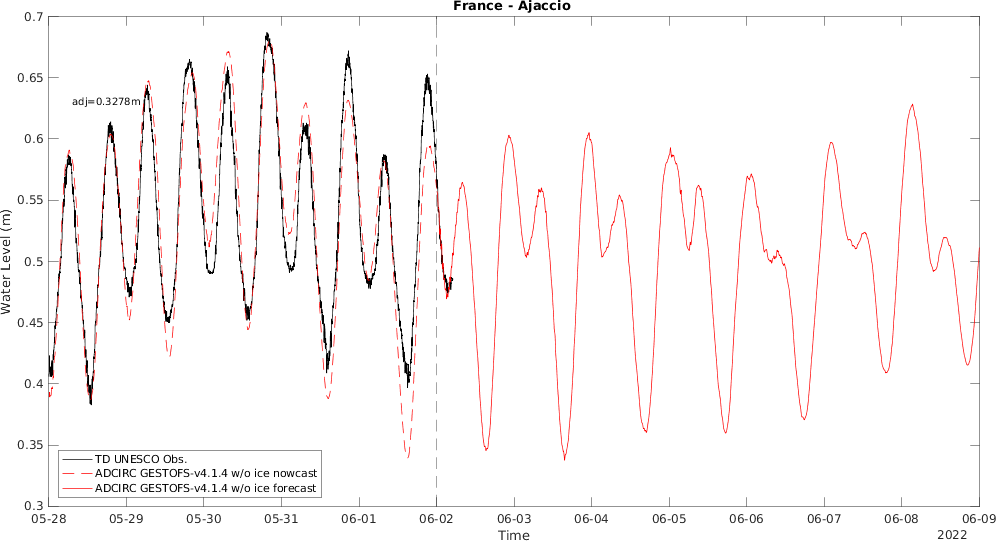 France - Ajaccio
Water Level (m)
0.7
0.65
0.6
0.55
0.5
0.45
0.4
0.35
0.3
adj=0.3278m
TD UNESCO Obs.
ADCIRC GESTOFS-v4.1.4 w/o ice nowcast
ADCIRC GESTOFS-v4.1.4 w/o ice forecast
05-28 05-29 05-30 05-31 06-01 06-02 06-03 06-04 06-05 06-06 06-07 06-08 06-09
Time
2022